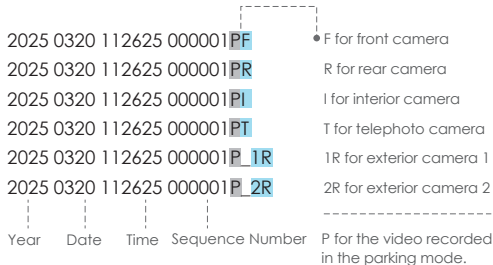 2025 0320 112625 000001PF F for front camera
2025 0320 112625 000001PR R for rear camera
2025 0320 112625 000001PI I for interior camera
2025 0320 112625 000001PT T for telephoto camera
2025 0320 112625 000001P_1R 1R for exterior camera 1
2025 0320 112625 000001P_2R 2R for exterior camera 2
Year Date Time Sequence Number P for the video recorded
in the parking mode.